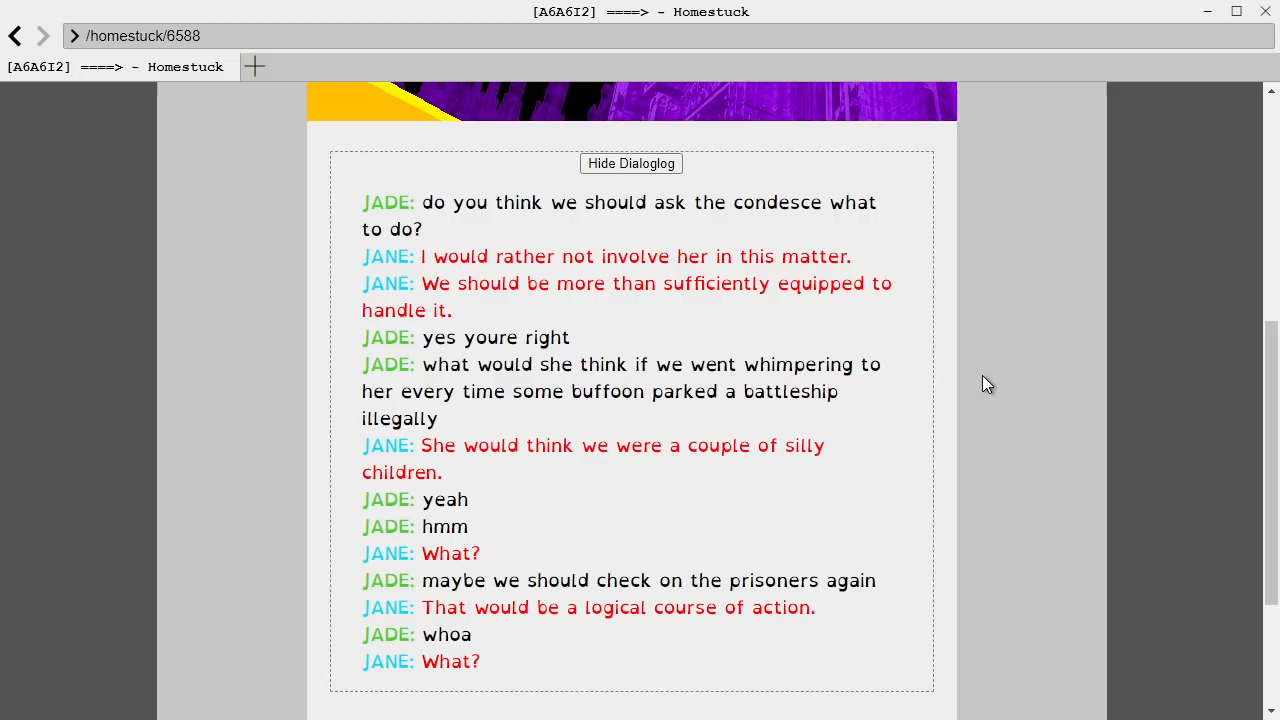 [A6A6I2] ====> - Homestuck
/homestuck/6588
[A6A6I2] ====> - Homestuck
Hide Dialoglog
JADE: do you think we should ask the condesce what
to do?
JANE: I would rather not involve her in this matter.
JANE: We should be more than sufficiently equipped to
handle it.
JADE: yes youre right
JADE: what would she think if we went whimpering to
her every time some buffoon parked a battleship
illegally
JANE: She would think we were a couple of silly
children.
JADE: yeah
JADE: hmm
JANE: What?
JADE: maybe we should check on the prisoners again
JANE: That would be a logical course of action.
JADE: whoa
JANE: What?